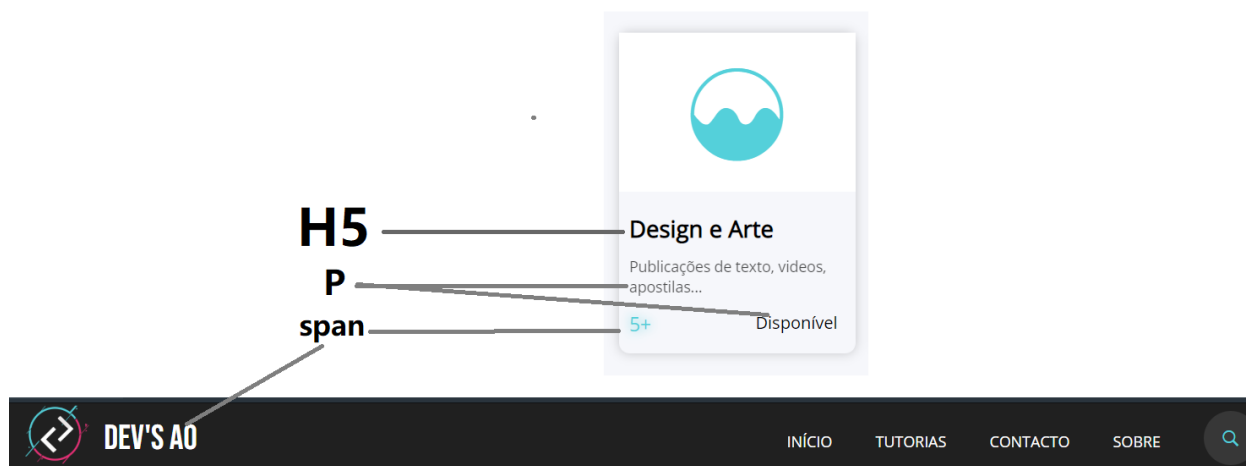 H5
Design e Arte
P
Publicações de texto, videos,
apostilas...
span
5+
Disponível
DEV'S AO
INÍCIO
TUTORIAS
CONTACTO
SOBRE